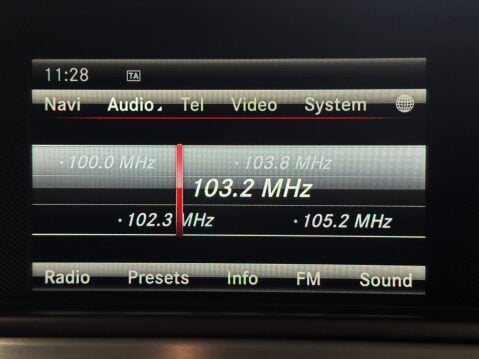 11:28 TA
Navi Audio Tel Video System
· 100.0 MHz · 103.8 MHz
103.2 MHz
· 102.3 MHz · 105.2 MHz
Radio Presets Info FM Sound